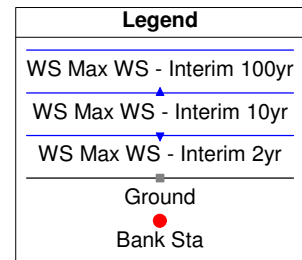 Legend
WS Max WS - Interim 100yr
WS Max WS - Interim 10yr
WS Max WS - Interim 2yr
Ground
Bank Sta